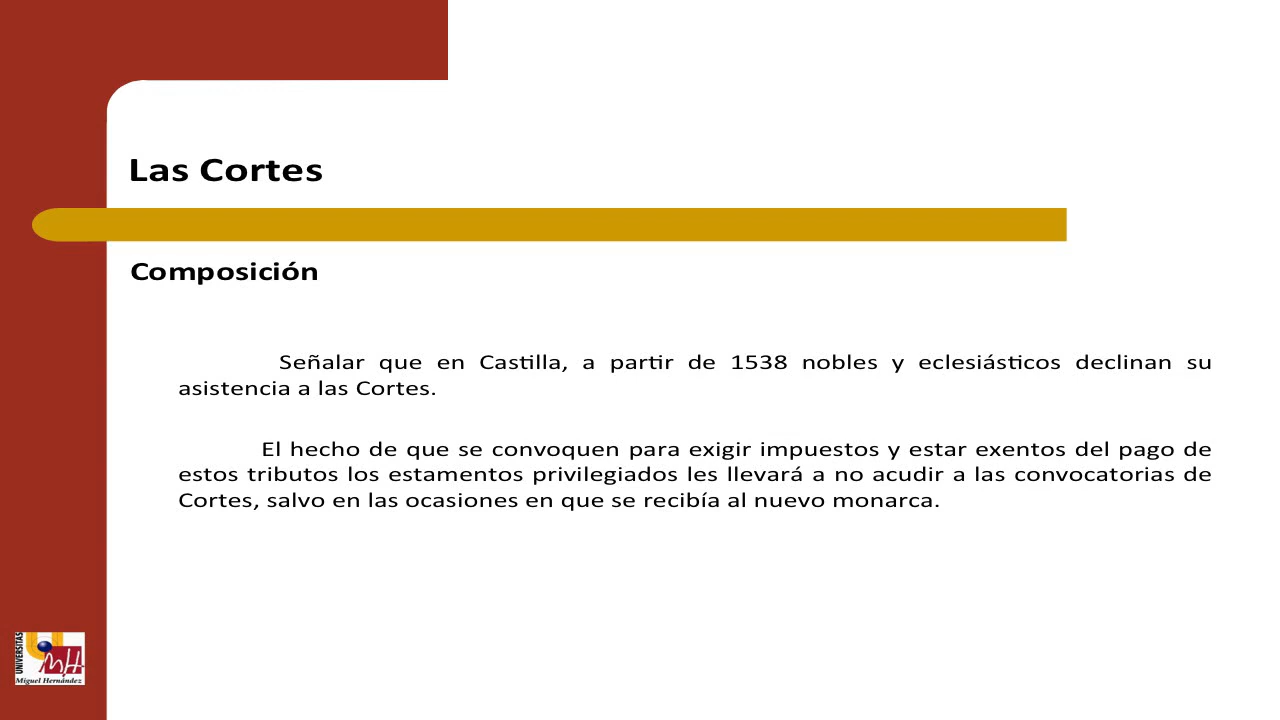 Las Cortes
Composición
Señalar que en Castilla, a partir de 1538 nobles y eclesiásticos declinan su
asistencia a las Cortes.
El hecho de que se convoquen para exigir impuestos y estar exentos del pago de
estos tributos los estamentos privilegiados les llevará a no acudir a las convocatorias de
Cortes, salvo en las ocasiones en que se recibía al nuevo monarca.
UNIVERSITAS
MH
Miguel Hernández